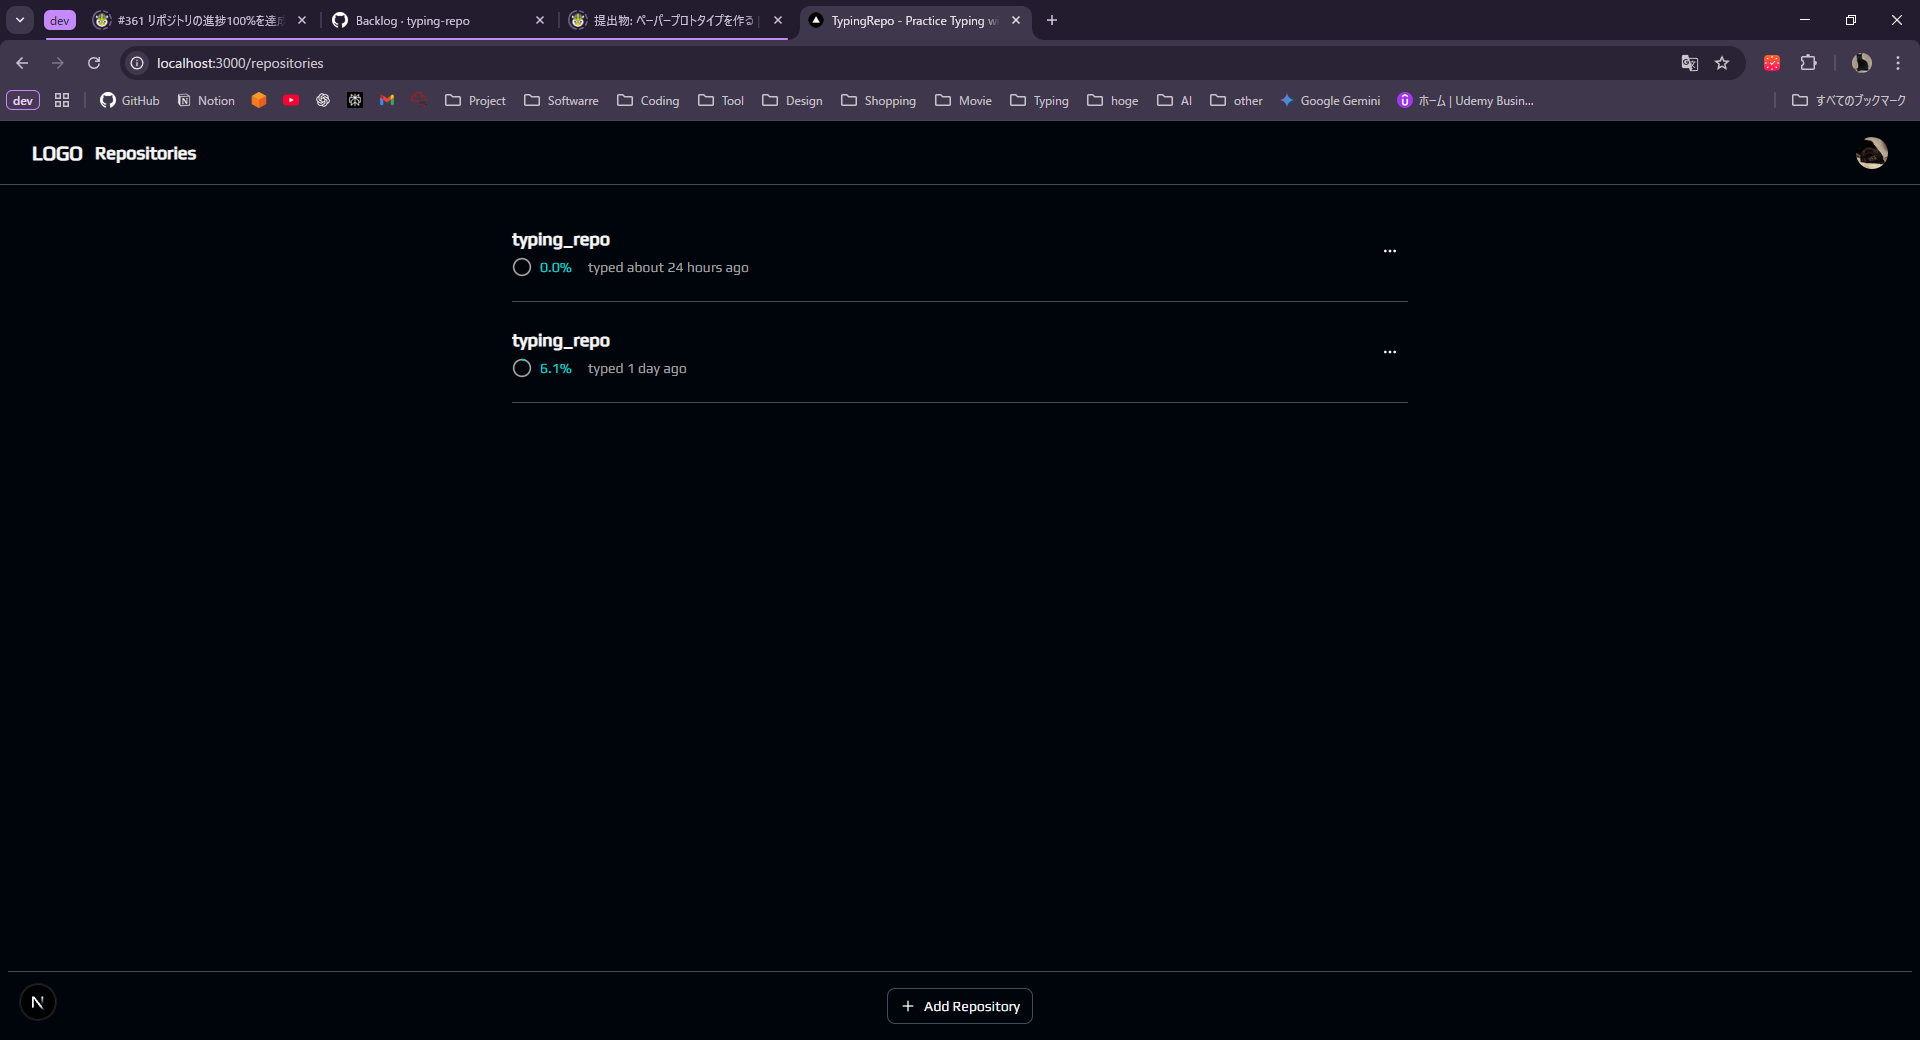 dev
#361 リポジトリの進捗100%を達成
Backlog · typing-repo
提出物: ペーパープロトタイプを作る |
TypingRepo - Practice Typing wi
localhost:3000/repositories
dev
GitHub
Notion
Project
Softwarre
Coding
Tool
Design
Shopping
Movie
Typing
hoge
AI
other
Google Gemini
ホーム | Udemy Busin...
すべてのブックマーク
LOGO Repositories
typing_repo
0.0% typed about 24 hours ago
typing_repo
6.1% typed 1 day ago
N
+ Add Repository